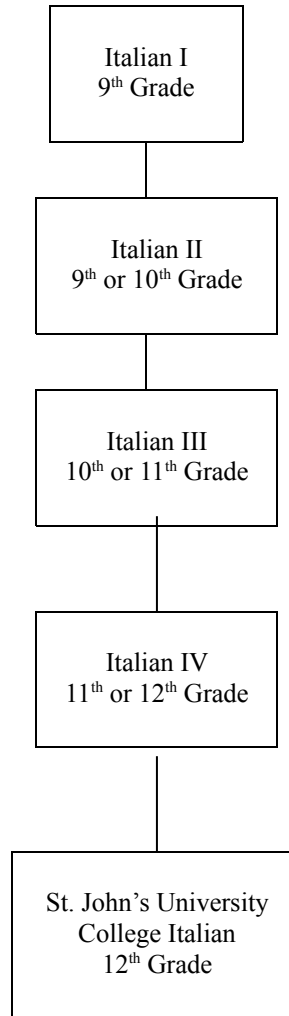 Italian I
9th Grade
Italian II
9th or 10th Grade
Italian III
10th or 11th Grade
Italian IV
11th or 12th Grade
St. John’s University
College Italian
12th Grade